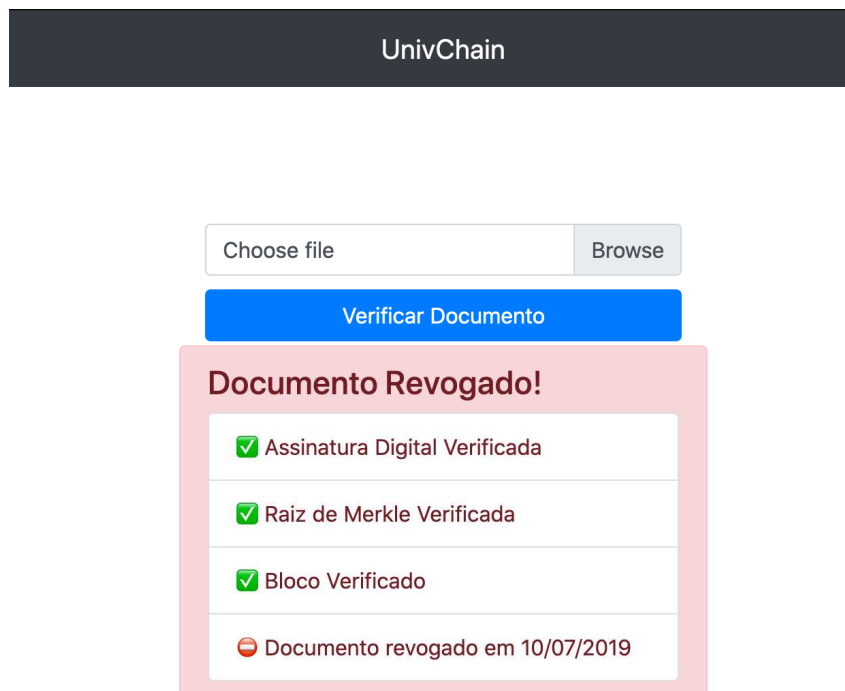 UnivChain
Choose file
Browse
Verificar Documento
Documento Revogado!
✅ Assinatura Digital Verificada
✅ Raiz de Merkle Verificada
✅ Bloco Verificado
⛔ Documento revogado em 10/07/2019